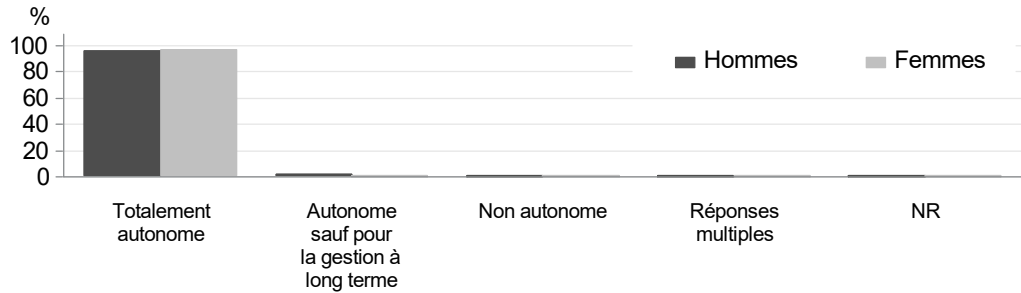 %
100
80
60
40
20
0
Hommes Femmes
Totalement
autonome
Autonome
sauf pour
la gestion à
long terme
Non autonome
Réponses
multiples
NR